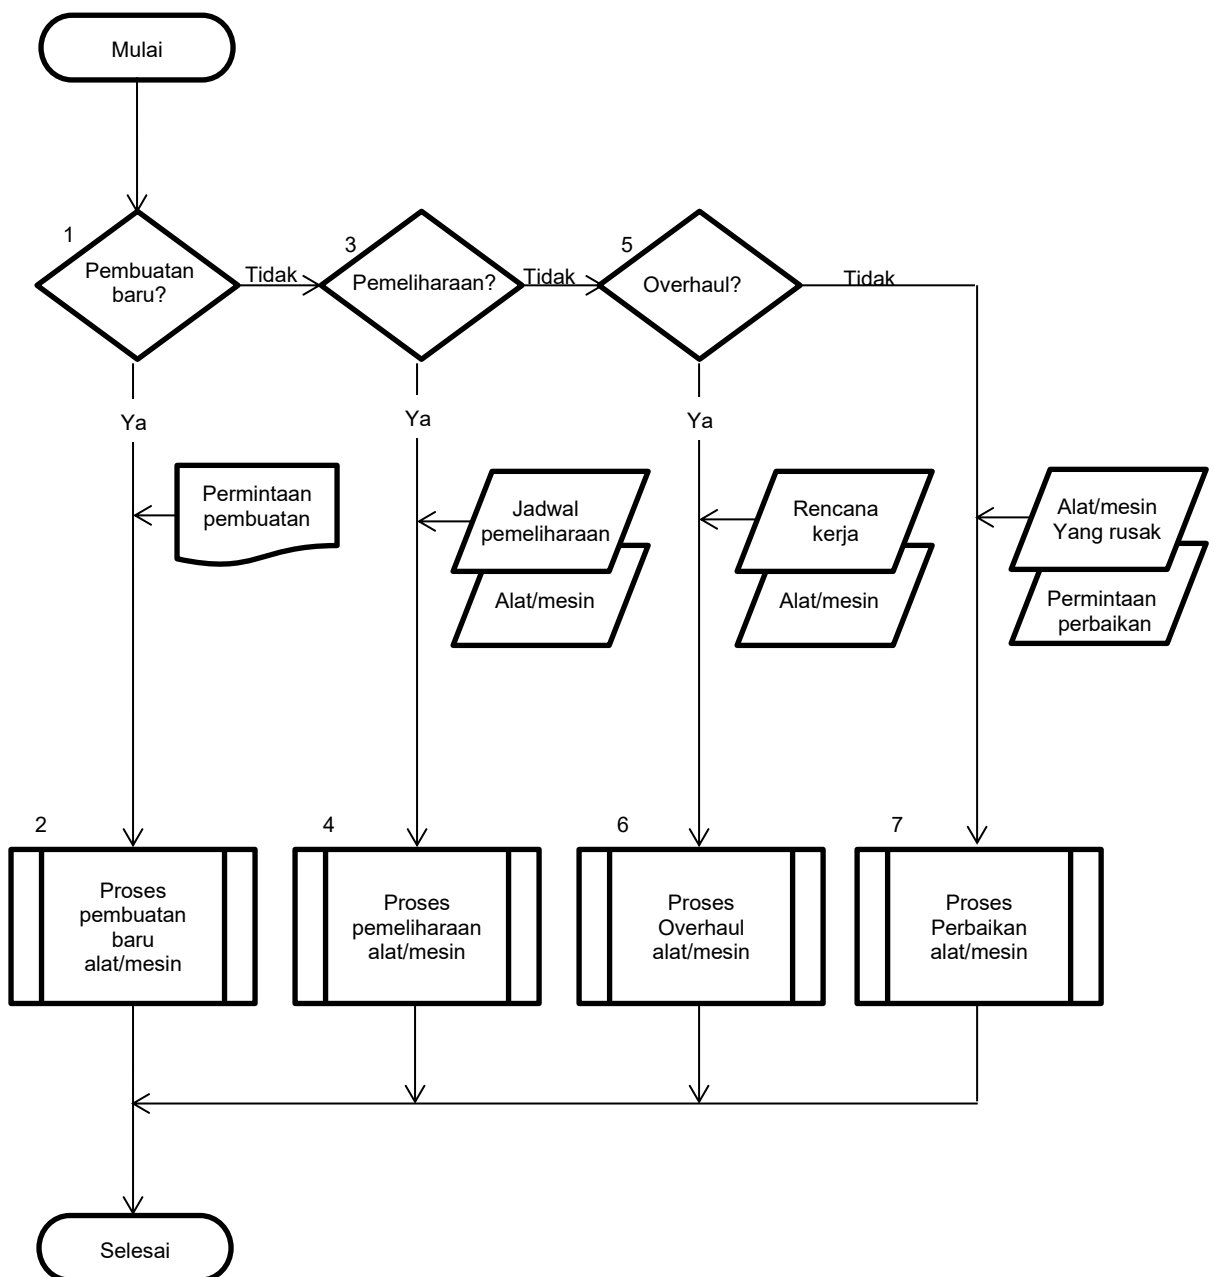 Mulai
1
Pembuatan
baru?
Tidak
3
Pemeliharaan?
Tidak
5
Overhaul?
Tidak
Ya
Ya
Ya
Permintaan
pembuatan
Jadwal
pemeliharaan
Alat/mesin
Rencana
kerja
Alat/mesin
Alat/mesin
Yang rusak
Permintaan
perbaikan
2
Proses
pembuatan
baru
alat/mesin
4
Proses
pemeliharaan
alat/mesin
6
Proses
Overhaul
alat/mesin
7
Proses
Perbaikan
alat/mesin
Selesai